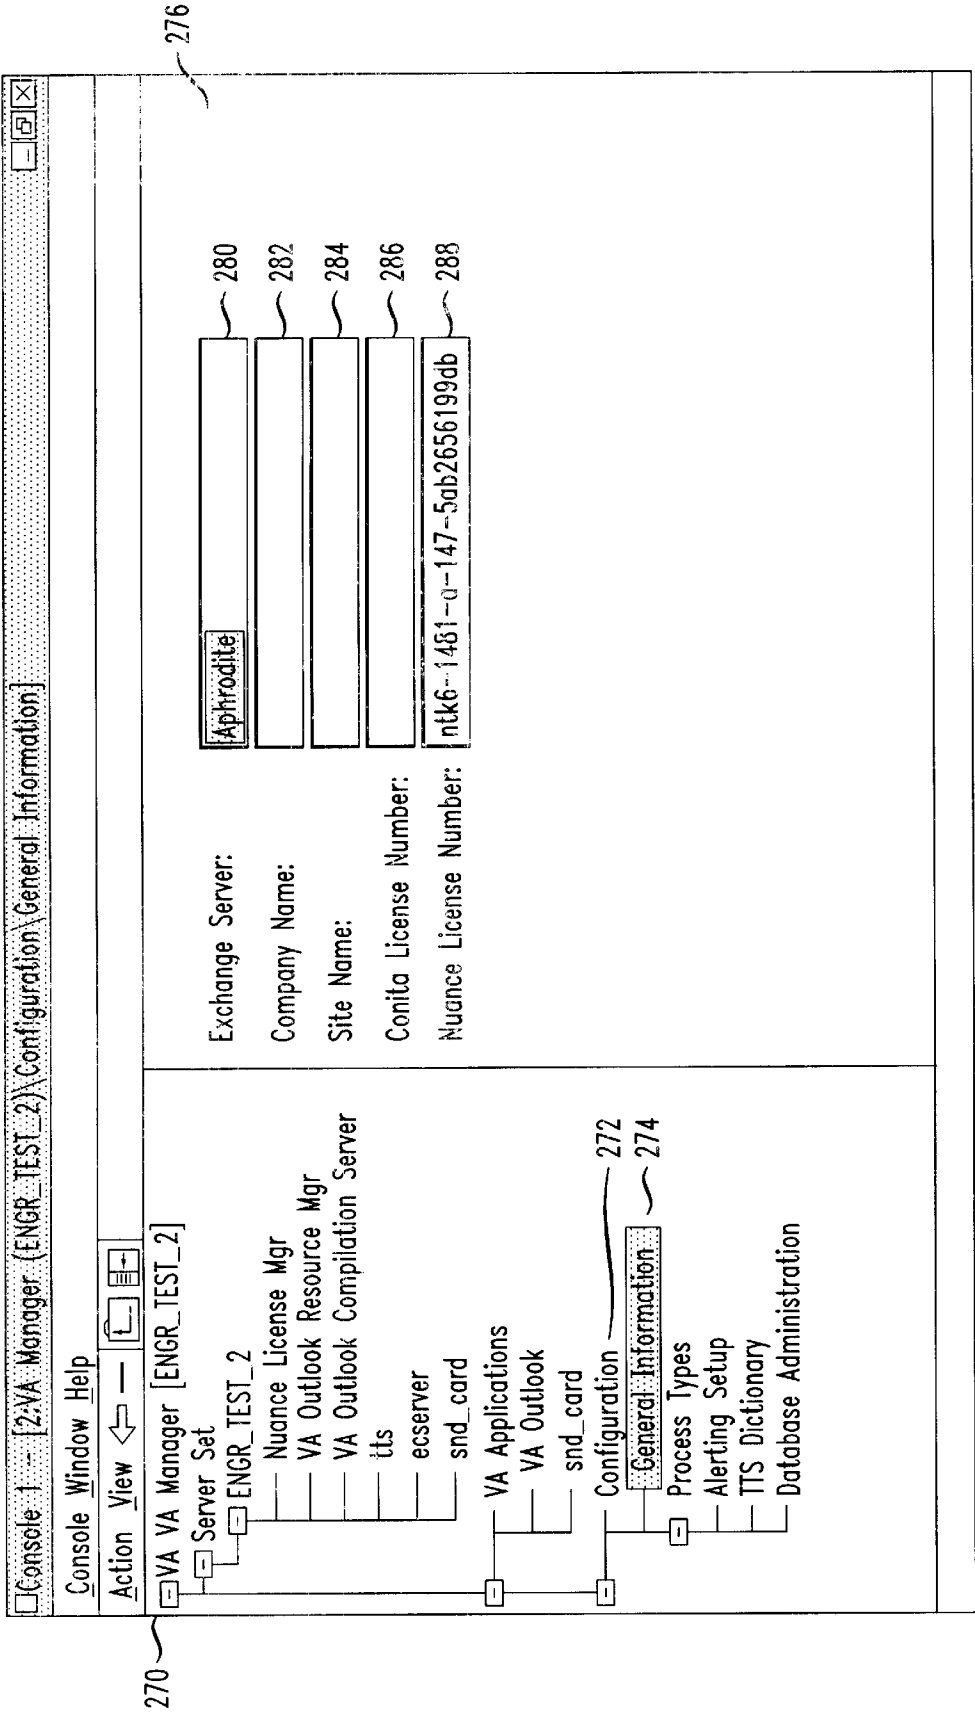 Console 1 -- [2:VA Manager (ENGR_TEST_2)\Configuration\General Information]
Console Window Help
Action View
270
276
VA VA Manager [ENGR_TEST_2]
Server Set
ENGR_TEST_2
Nuance License Mgr
VA Outlook Resource Mgr
VA Outlook Compilation Server
tts
ecserver
snd_card
VA Applications
VA Outlook
snd_card
Configuration
272
General Information
274
Process Types
Alerting Setup
TTS Dictionary
Database Administration
Exchange Server:
Aphrodite
280
Company Name:
282
Site Name:
284
Conita License Number:
286
Nuance License Number:
ntk6-1481-a-147-5ab2656199db
288